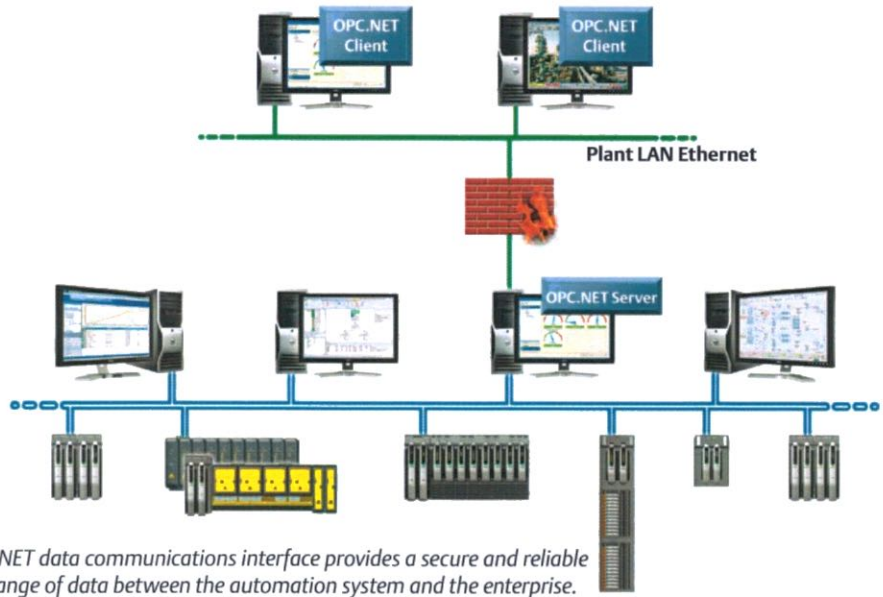 OPC.NET
Client
OPC.NET
Client
Plant LAN Ethernet
OPC.NET Server
NET data communications interface provides a secure and reliable
ange of data between the automation system and the enterprise.